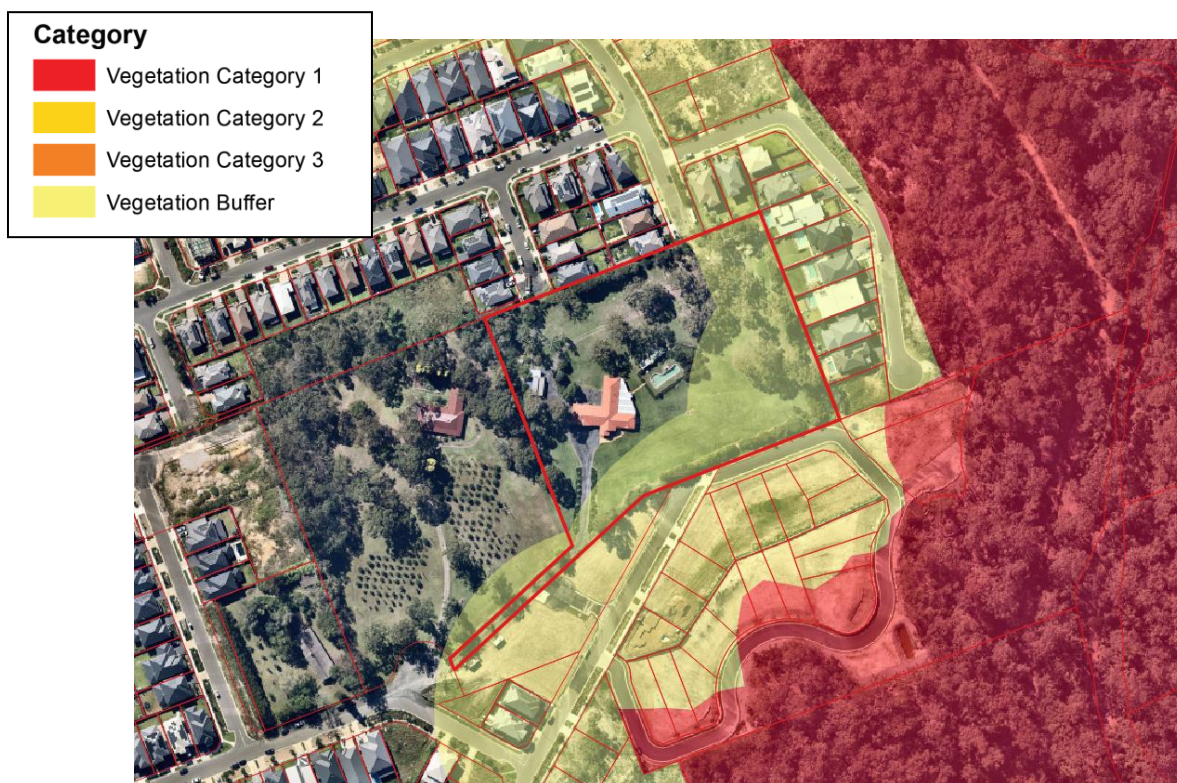 Category
Vegetation Category 1
Vegetation Category 2
Vegetation Category 3
Vegetation Buffer